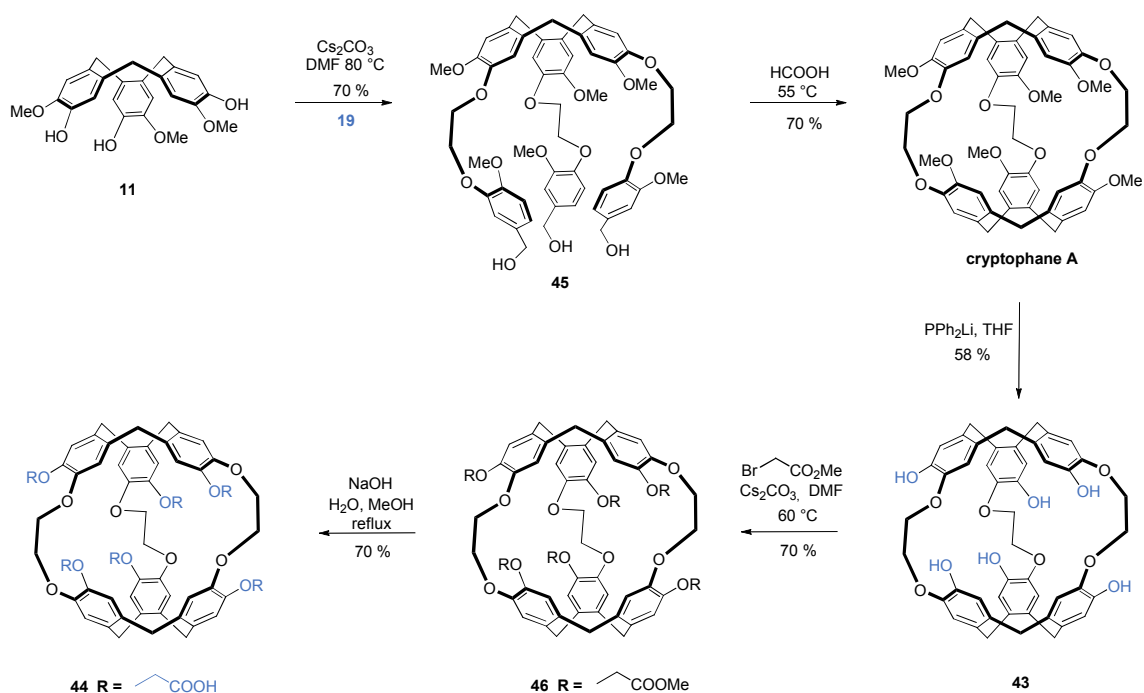 Cs2CO3
DMF 80 °C
70 %
19
MeO
HO
HO
OMe
OMe
OH
11
MeO
O
O
OMe
OMe
O
O
O
MeO
MeO
O
O
OMe
HO
OH
OH
45
HCOOH
55 °C
70 %
MeO
O
O
OMe
OMe
O
O
MeO
MeO
O
O
OMe
cryptophane A
PPh2Li, THF
58 %
HO
O
O
OH
OH
O
O
HO
HO
O
O
OH
43
Br
COOMe
Cs2CO3, DMF
60 °C
70 %
RO
O
O
OR
OR
O
O
RO
RO
O
O
OR
46 R =
COOMe
NaOH
H2O, MeOH
reflux
70 %
RO
O
O
OR
OR
O
O
RO
RO
O
O
OR
44 R =
COOH